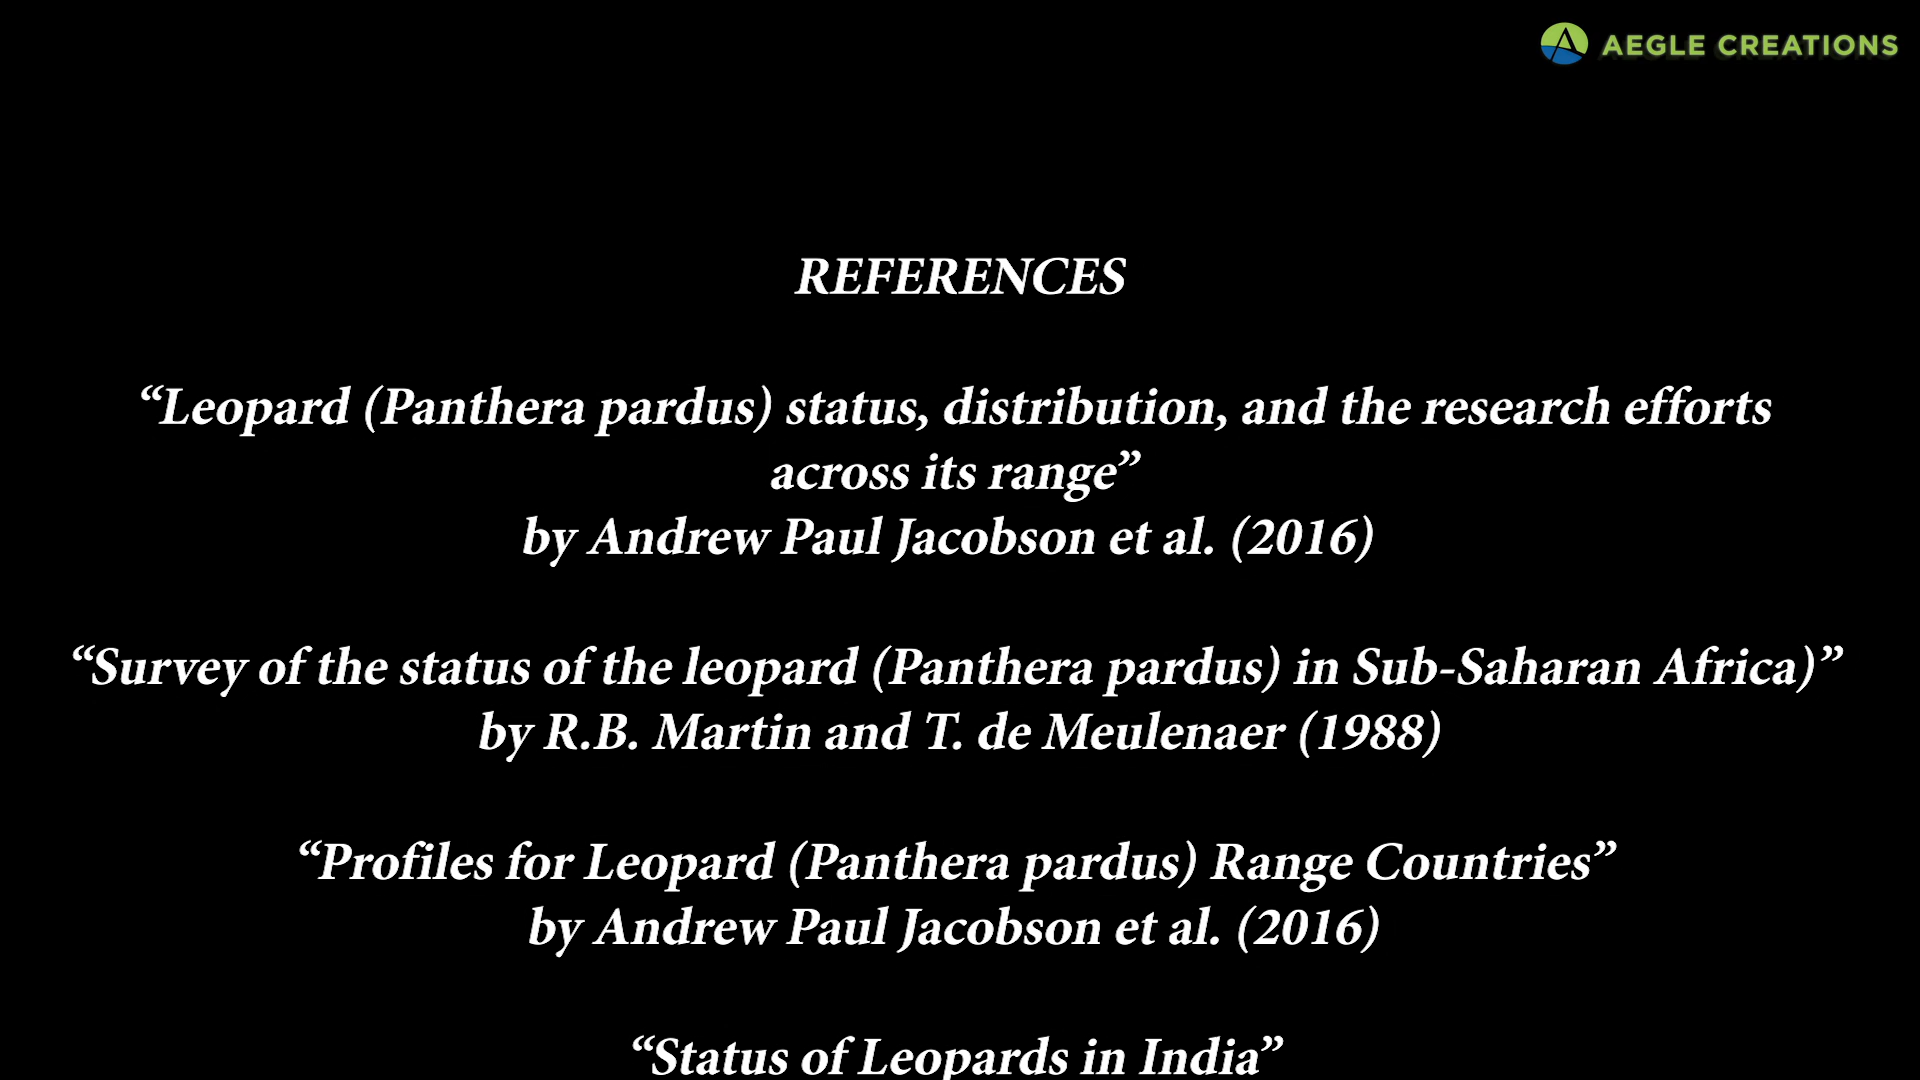 AEGLE CREATIONS
REFERENCES
“Leopard (Panthera pardus) status, distribution, and the research efforts
across its range”
by Andrew Paul Jacobson et al. (2016)
“Survey of the status of the leopard (Panthera pardus) in Sub-Saharan Africa)”
by R.B. Martin and T. de Meulenaer (1988)
“Profiles for Leopard (Panthera pardus) Range Countries”
by Andrew Paul Jacobson et al. (2016)
“Status of Leopards in India”